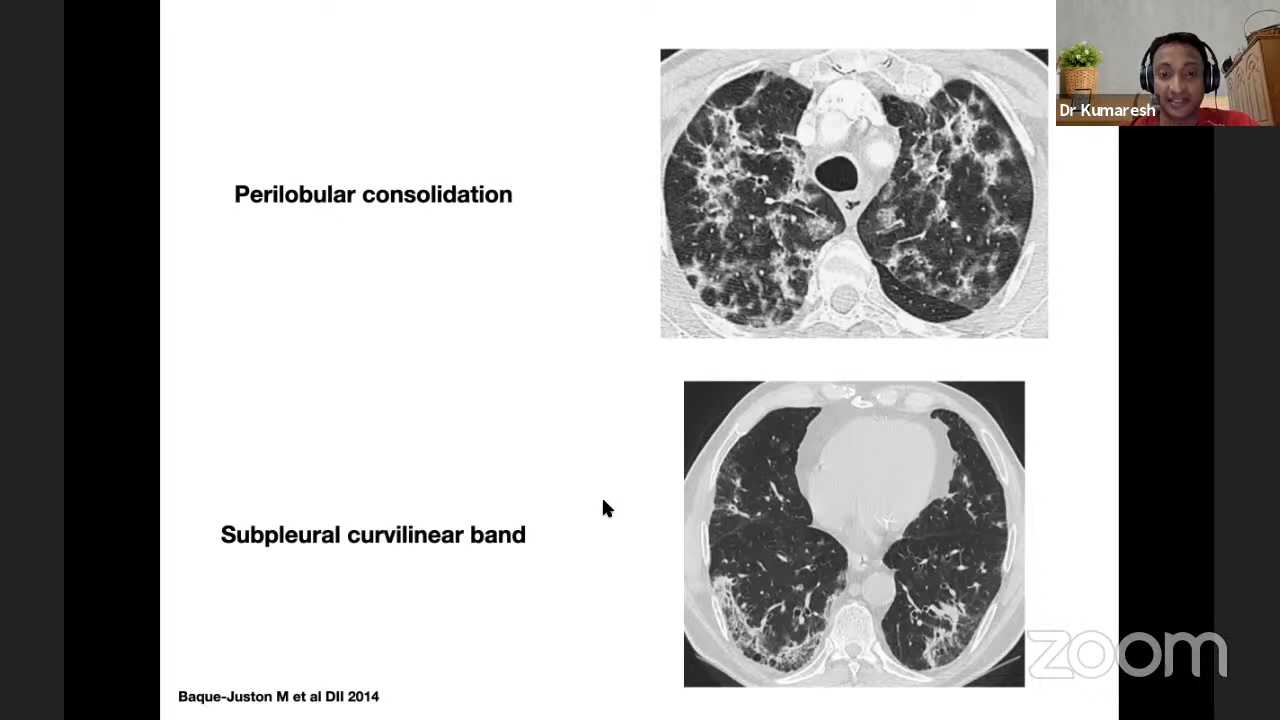 Dr Kumaresh
Perilobular consolidation
Subpleural curvilinear band
Baque-Juston M et al DII 2014
zoom